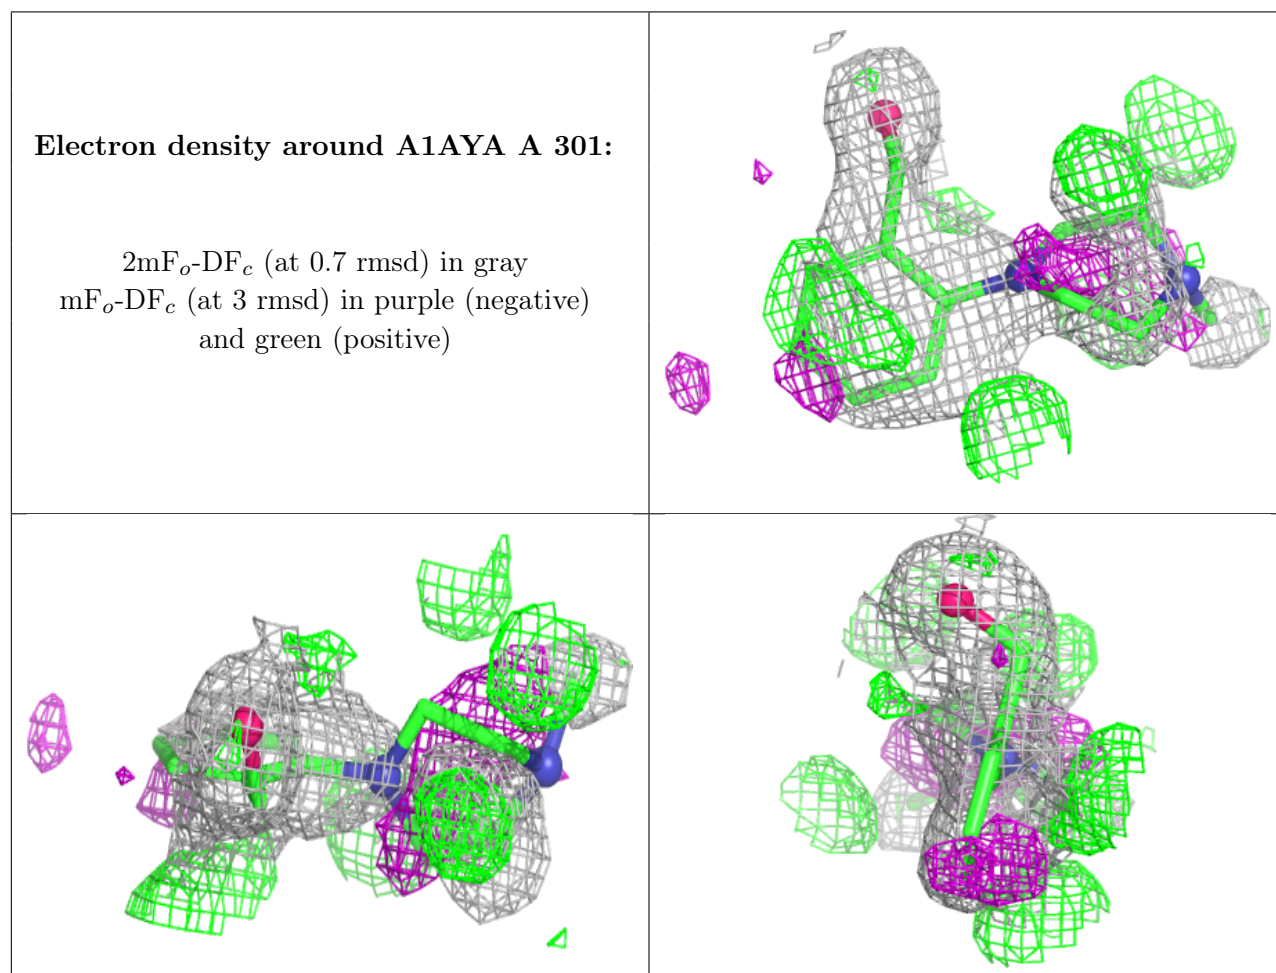 Electron density around A1AYA A 301:
2mFo-DFc (at 0.7 rmsd) in gray
mFo-DFc (at 3 rmsd) in purple (negative)
and green (positive)